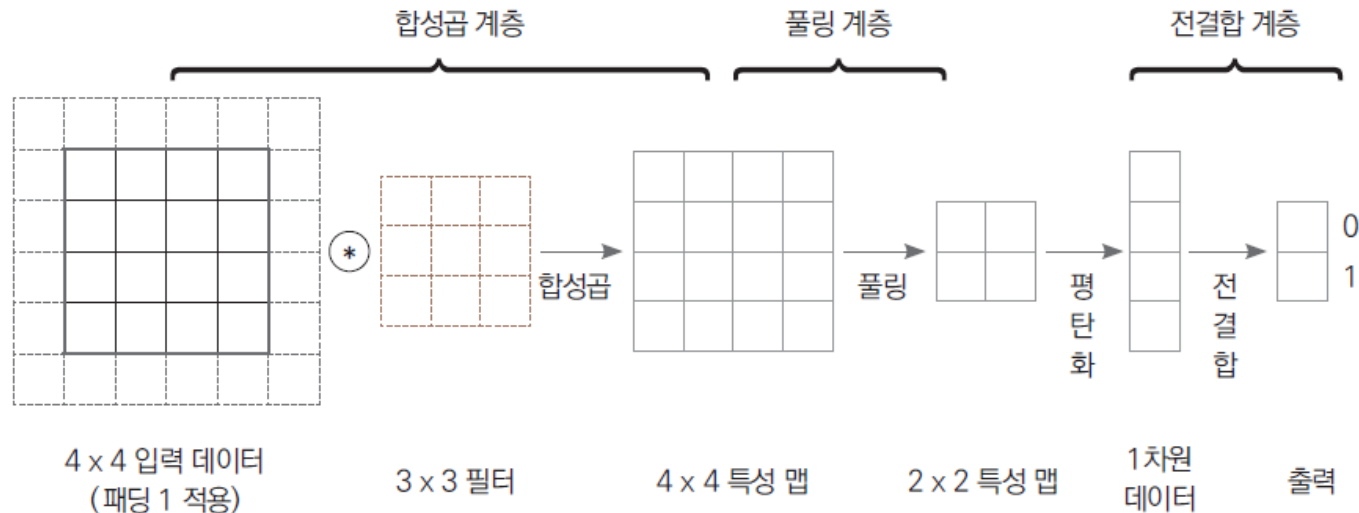 합성곱 계층
풀링 계층
전결합 계층
*
합성곱
풀링
평
탄
화
전
결
합
0
1
4 x 4 입력 데이터
(패딩 1 적용)
3 x 3 필터
4 x 4 특성 맵
2 x 2 특성 맵
1차원
데이터
출력